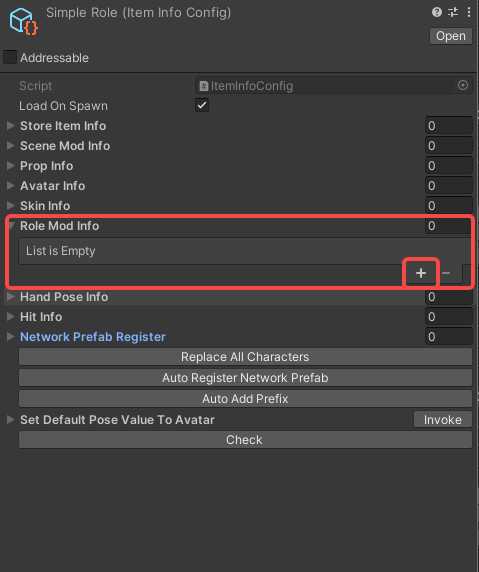 Simple Role (Item Info Config)
Open
Addressable
Script ItemInfoConfig
Load On Spawn
Store Item Info 0
Scene Mod Info 0
Prop Info 0
Avatar Info 0
Skin Info 0
Role Mod Info 0
List is Empty
+ −
Hand Pose Info 0
Hit Info 0
Network Prefab Register 0
Replace All Characters
Auto Register Network Prefab
Auto Add Prefix
Set Default Pose Value To Avatar Invoke
Check